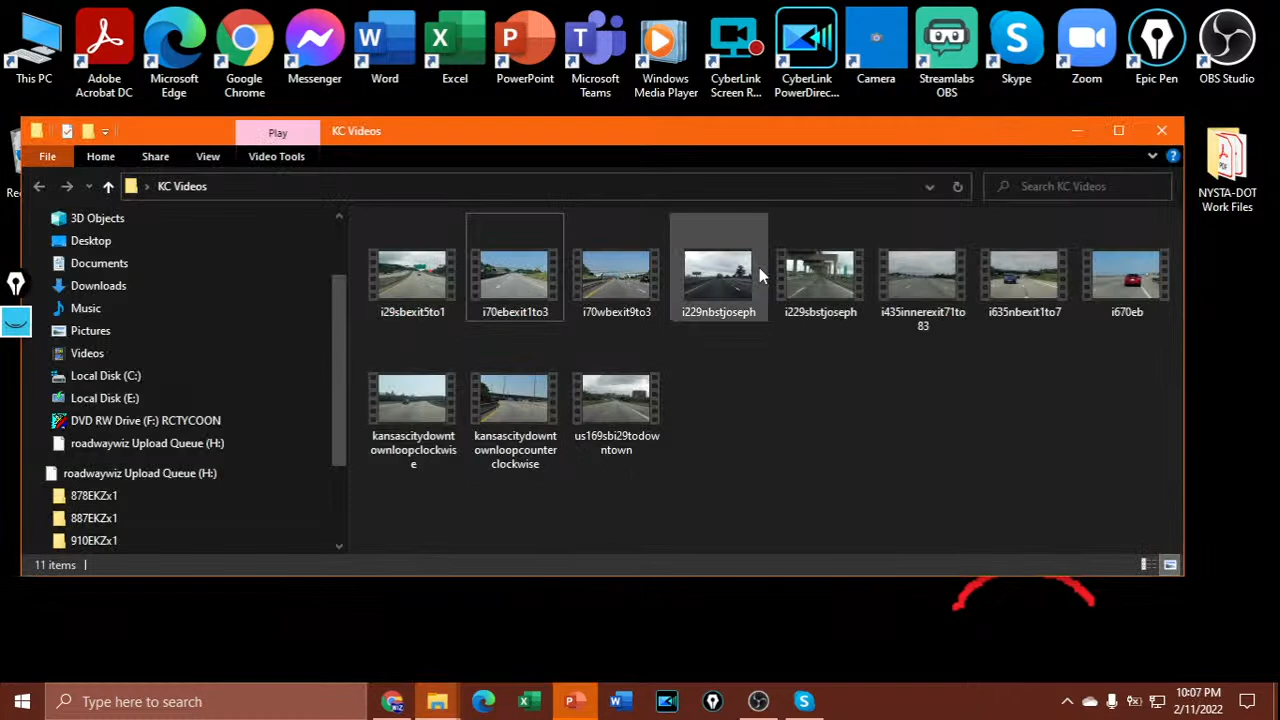 This PC
Adobe
Acrobat DC
Microsoft
Edge
Google
Chrome
Messenger
Word
Excel
PowerPoint
Microsoft
Teams
Windows
Media Player
CyberLink
Screen R...
CyberLink
PowerDirec...
Camera
Streamlabs
OBS
Skype
Zoom
Epic Pen
OBS Studio
NYSTA-DOT
Work Files
Play
KC Videos
File
Home
Share
View
Video Tools
KC Videos
Search KC Videos
3D Objects
Desktop
Documents
Downloads
Music
Pictures
Videos
Local Disk (C:)
Local Disk (E:)
DVD RW Drive (F:) RCTYCOON
roadwaywiz Upload Queue (H:)
roadwaywiz Upload Queue (H:)
878EKZx1
887EKZx1
910EKZx1
i29sbexit5to1
i70ebexit1to3
i70wbexit9to3
i229nbstjoseph
i229sbstjoseph
i435innerexit71to
83
i635nbexit1to7
i670eb
kansascitydownt
ownloopclockwis
e
kansascitydownt
ownloopcounter
clockwise
us169sbi29todow
ntown
11 items
Type here to search
10:07 PM
2/11/2022